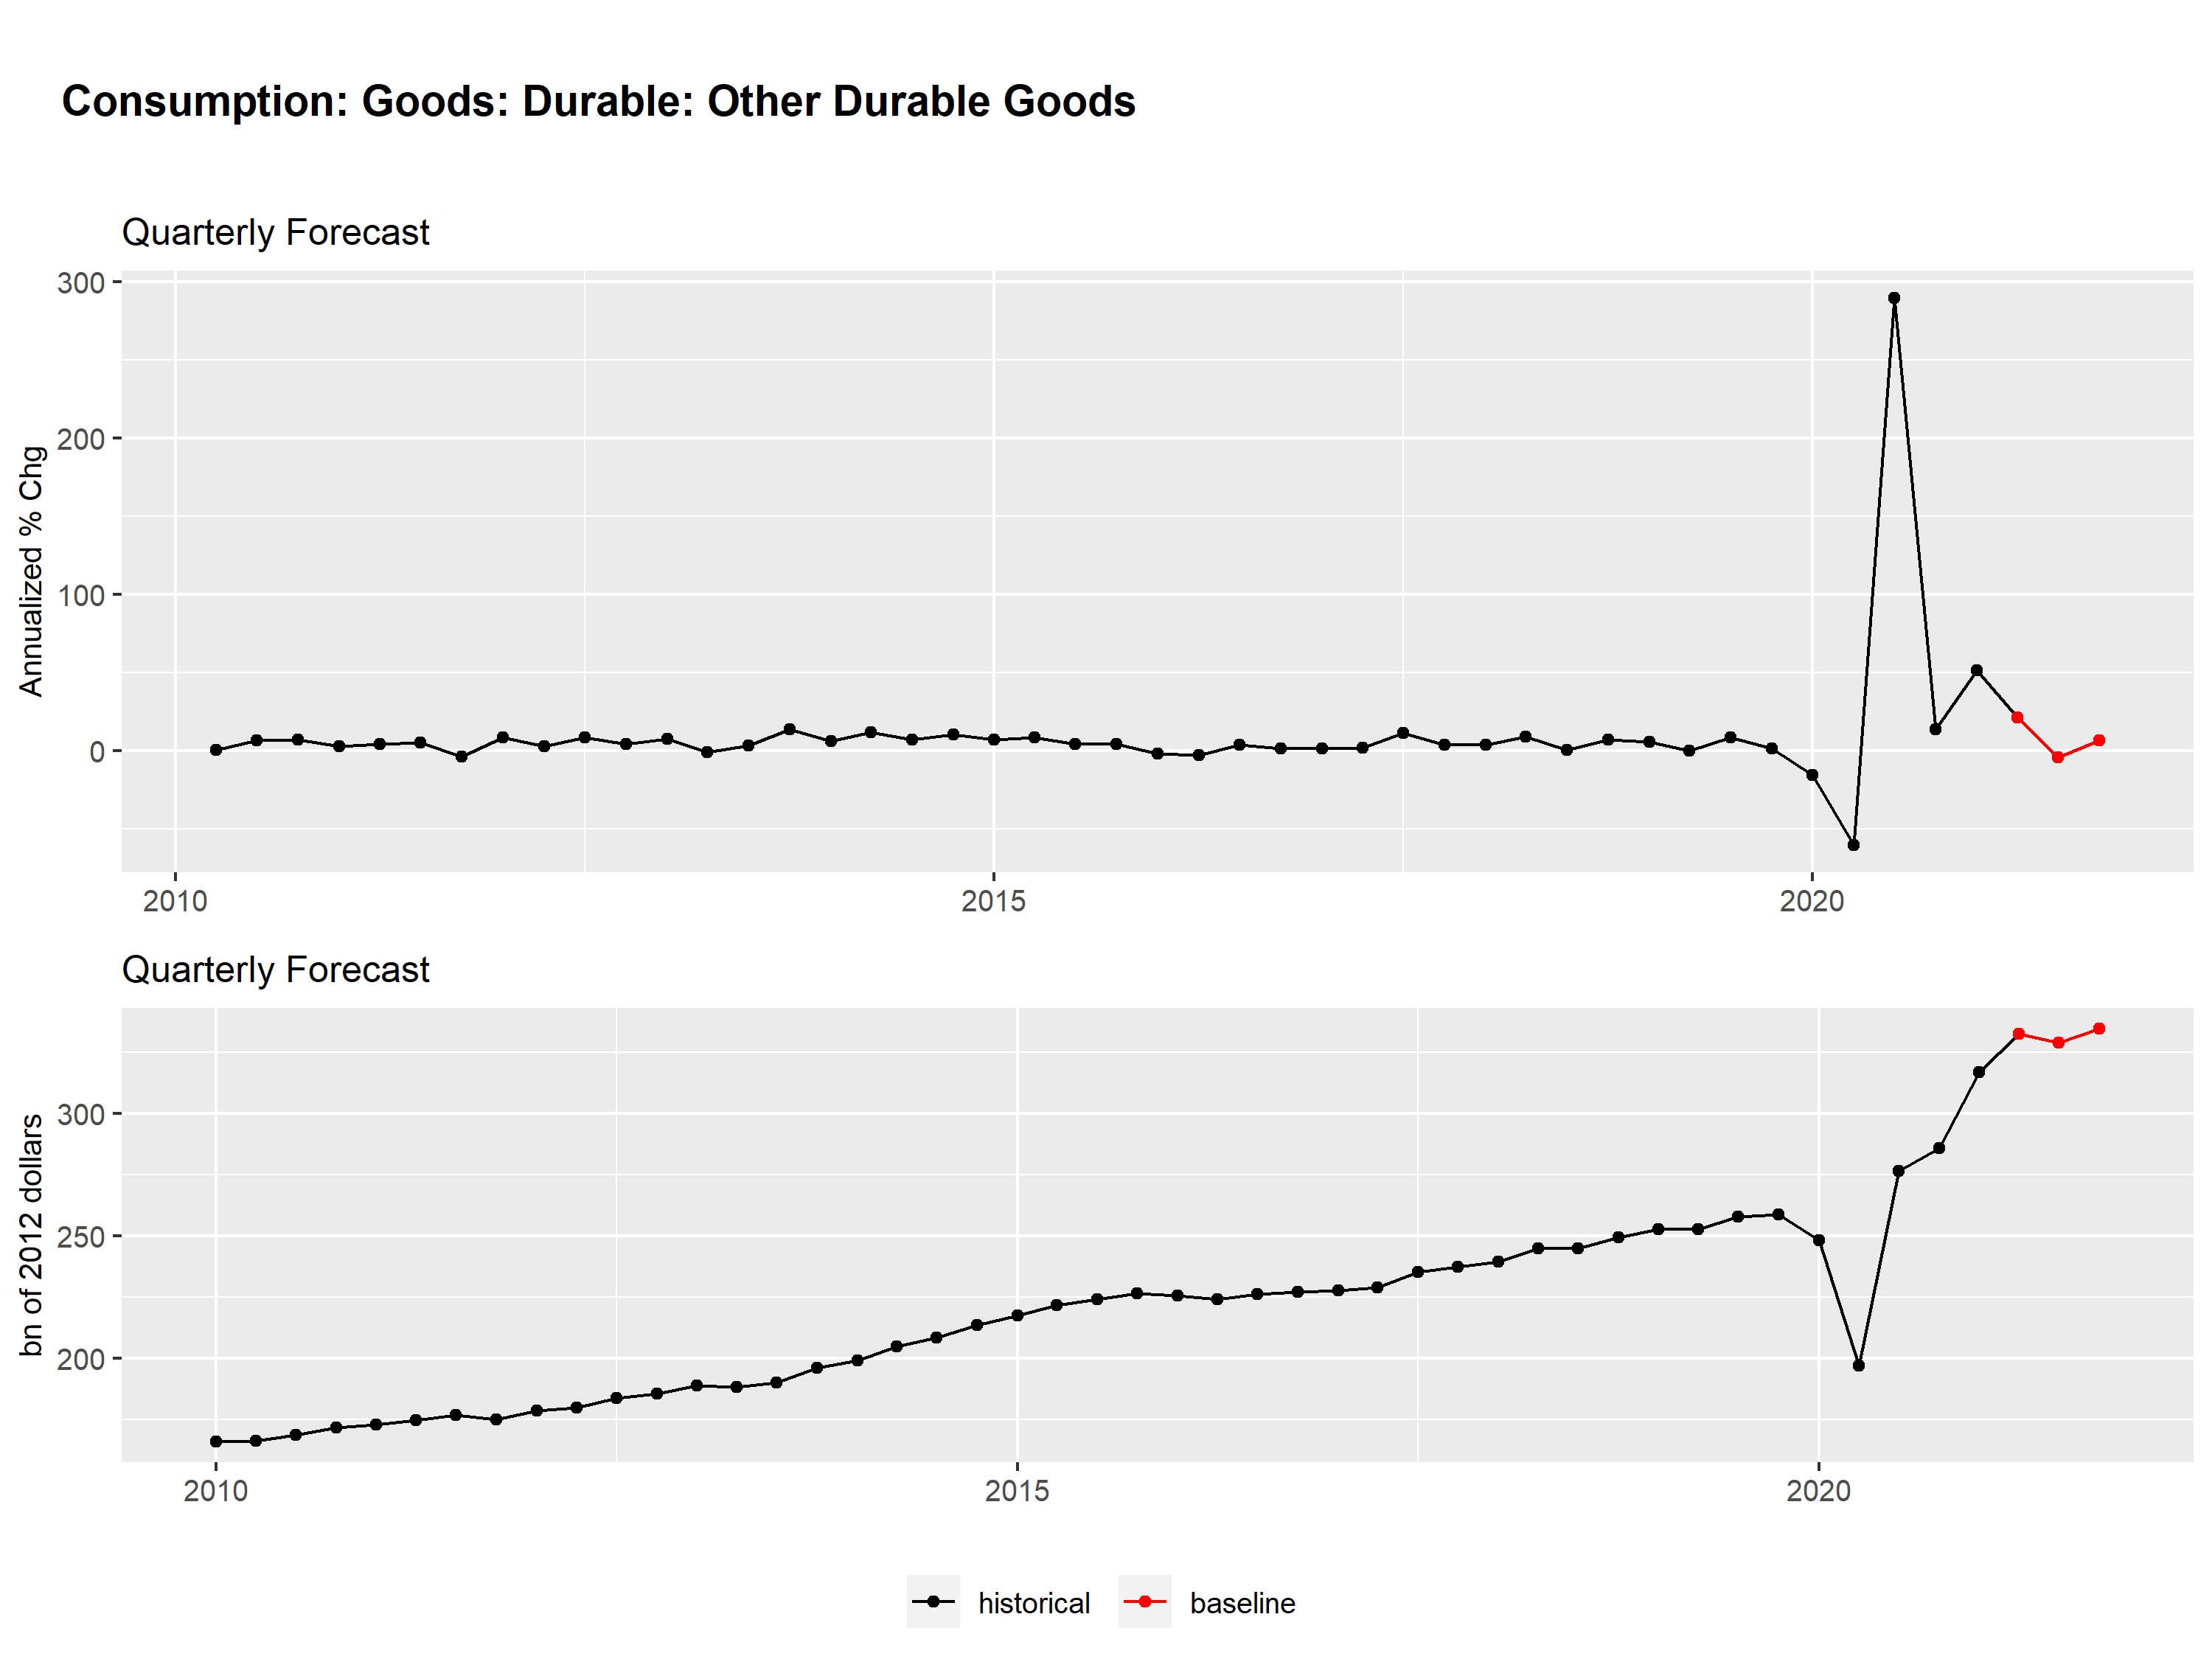 Consumption: Goods: Durable: Other Durable Goods
Quarterly Forecast
Annualized % Chg
300
200
100
0
2010 2015 2020
Quarterly Forecast
bn of 2012 dollars
300
250
200
2010 2015 2020
historical baseline